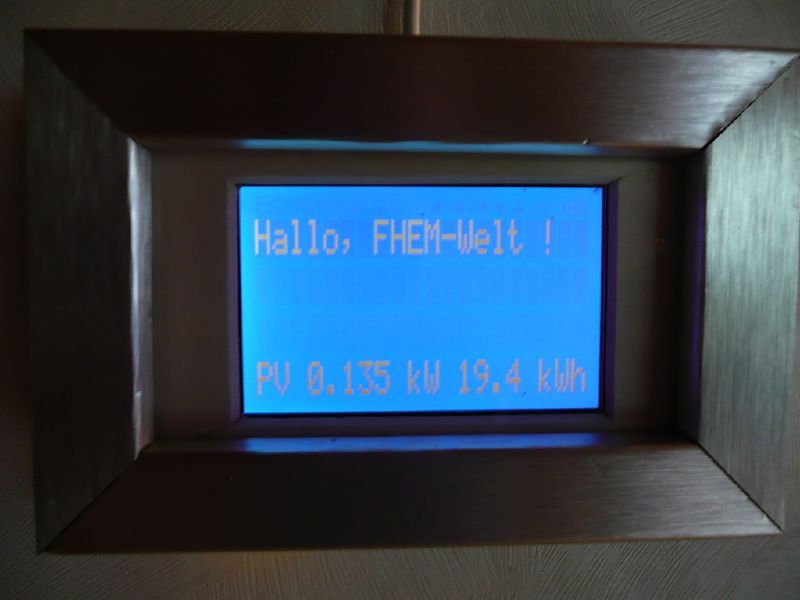 Hallo, FHEM-Welt !
PV 0.135 kW 19.4 kWh